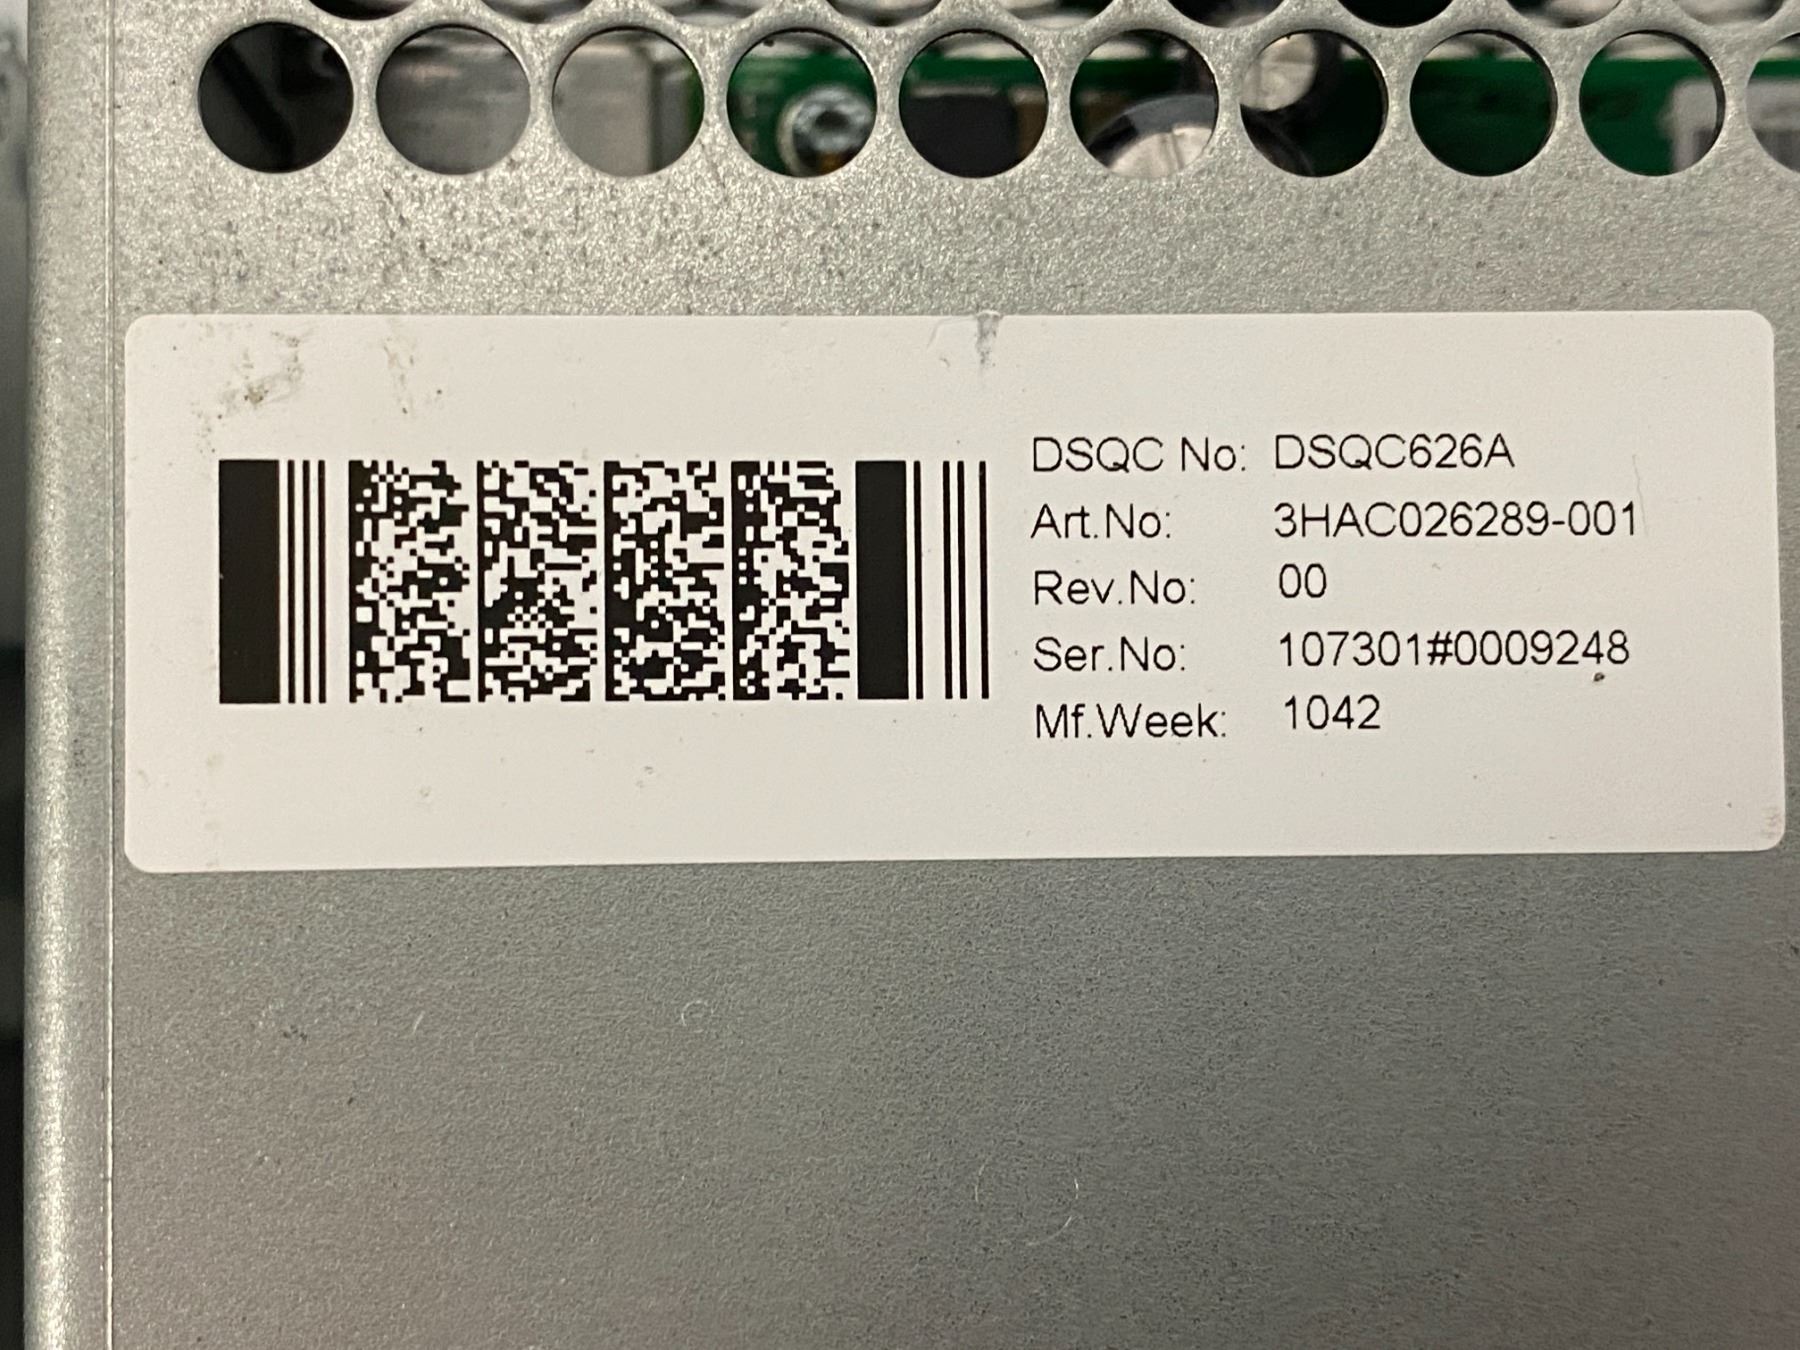 DSQC No: DSQC626A
Art.No: 3HAC026289-001
Rev.No: 00
Ser.No: 107301#0009248
Mf.Week: 1042